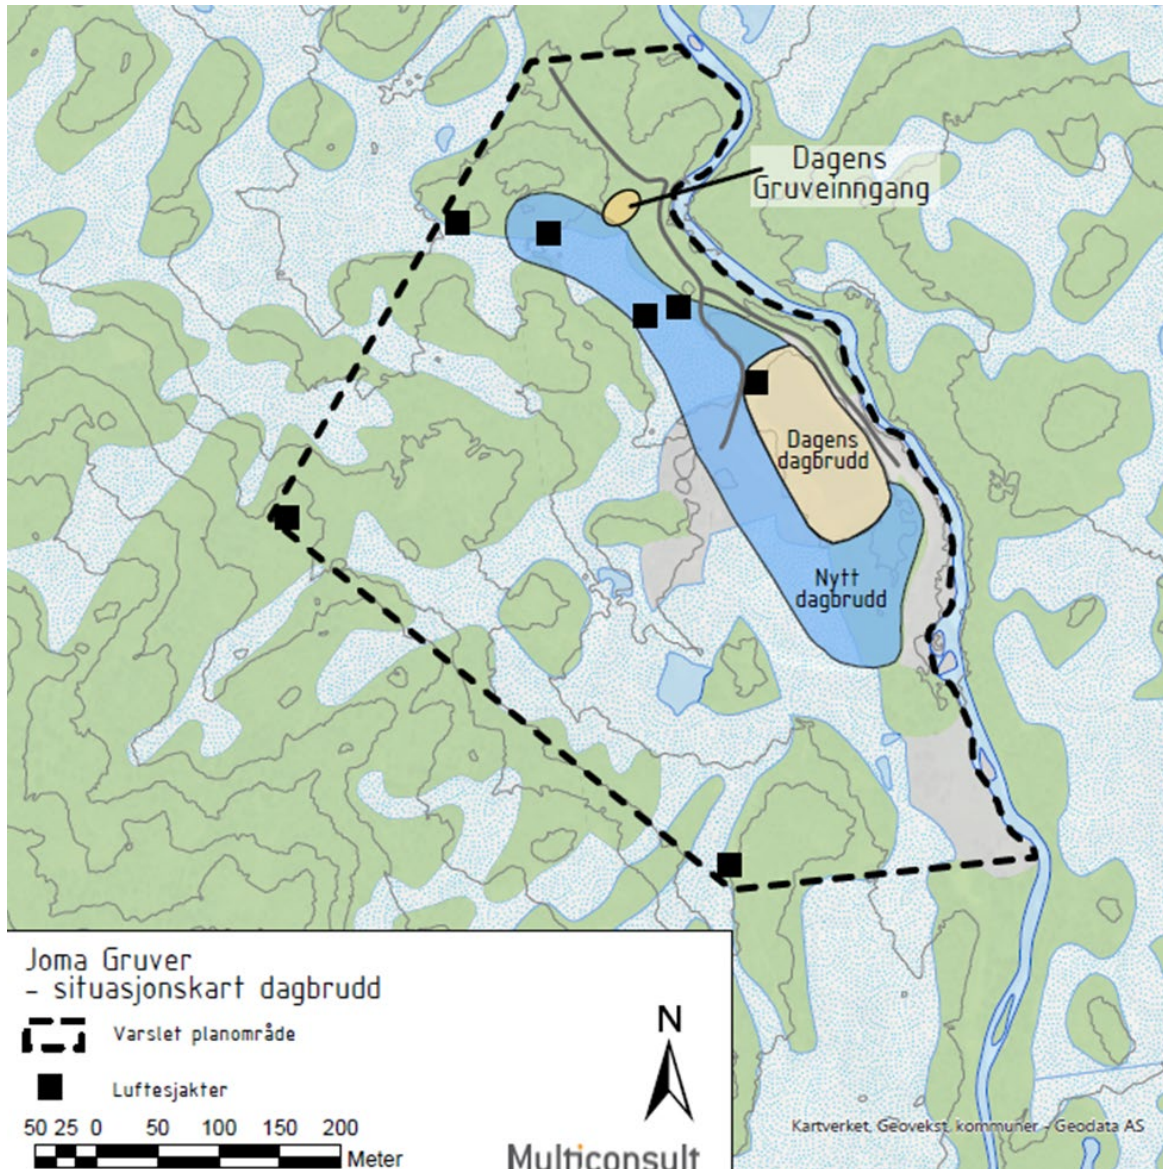 Dagens
Gruveinngang
Dagens
dagbrudd
Nytt
dagbrudd
Joma Gruver
- situasjonskart dagbrudd
Varslet planområde
Luftesjakter
N
50 25 0 50 100 150 200
Meter
Multiconsult
Kartverket, Geovekst, kommuner - Geodata AS